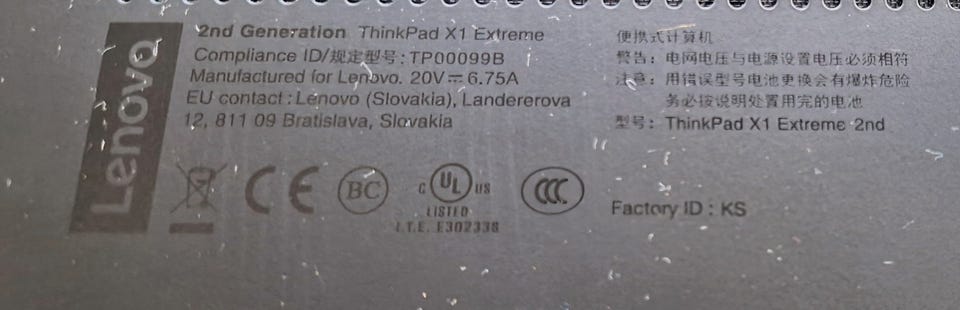 Lenovo
2nd Generation ThinkPad X1 Extreme
Compliance ID/规定型号: TP00099B
Manufactured for Lenovo. 20V⎓6.75A
EU contact : Lenovo (Slovakia), Landererova
12, 811 09 Bratislava, Slovakia
便携式计算机
警告: 电网电压与电源设置电压必须相符
注意: 用错误型号电池更换会有爆炸危险
务必按说明处置用完的电池
型号: ThinkPad X1 Extreme 2nd
CE
BC
C UL US
LISTED
I.T.E. E302338
CCC
Factory ID : KS